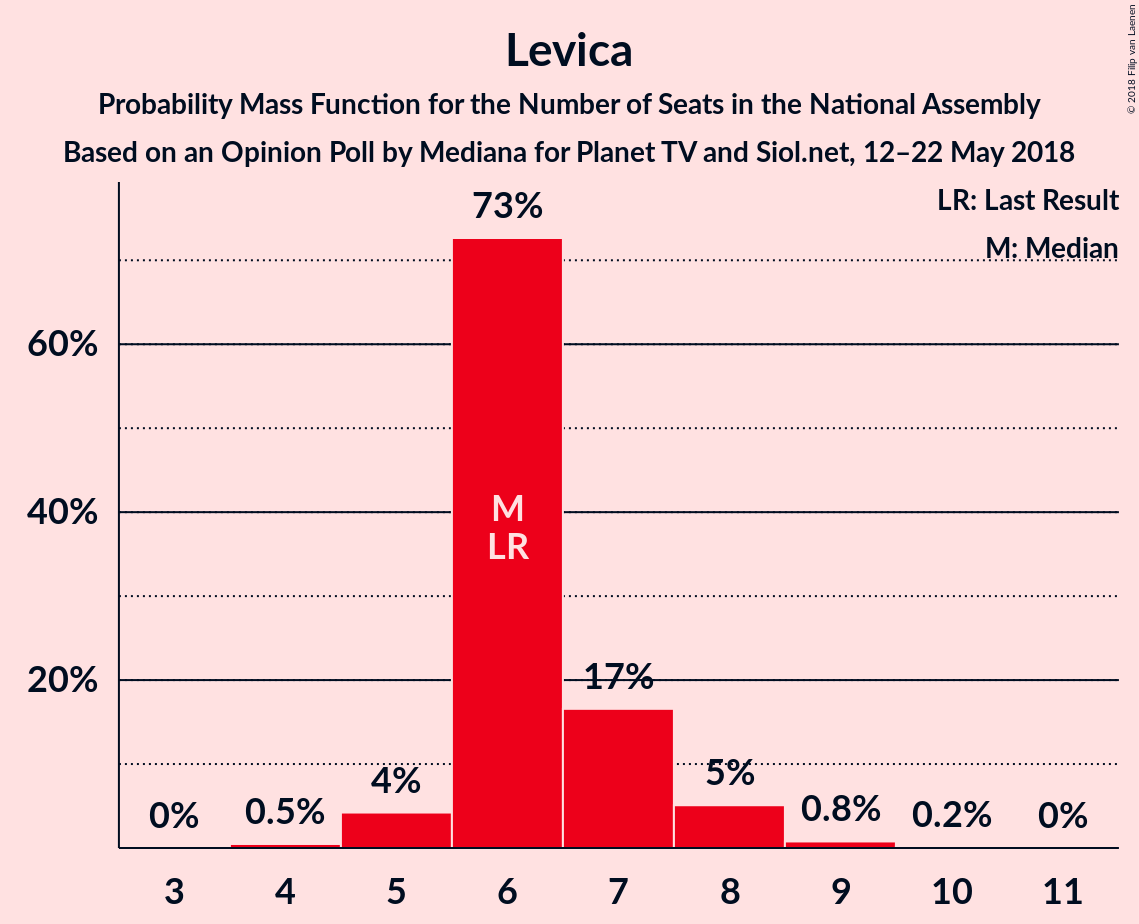 Levica
Probability Mass Function for the Number of Seats in the National Assembly
Based on an Opinion Poll by Mediana for Planet TV and Siol.net, 12–22 May 2018
© 2018 Filip van Laenen
LR: Last Result
M: Median
60%
40%
20%
0%
0.5%
4%
73%
M
LR
17%
5%
0.8%
0.2%
0%
3 4 5 6 7 8 9 10 11